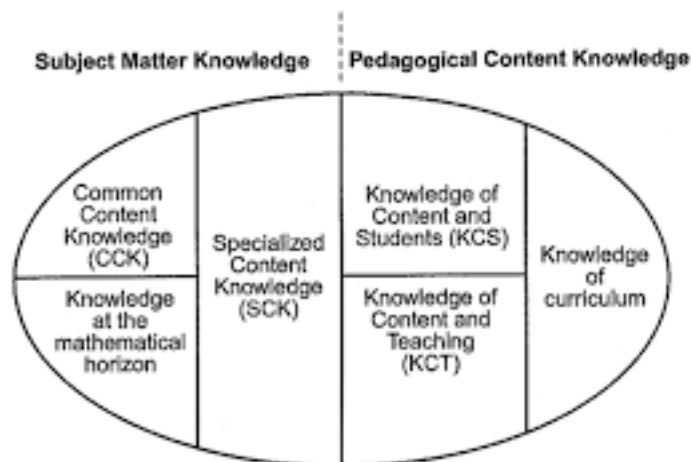 Subject Matter Knowledge
Pedagogical Content Knowledge
Common
Content
Knowledge
(CCK)
Knowledge
at the
mathematical
horizon
Specialized
Content
Knowledge
(SCK)
Knowledge of
Content and
Students (KCS)
Knowledge of
Content and
Teaching
(KCT)
Knowledge
of
curriculum